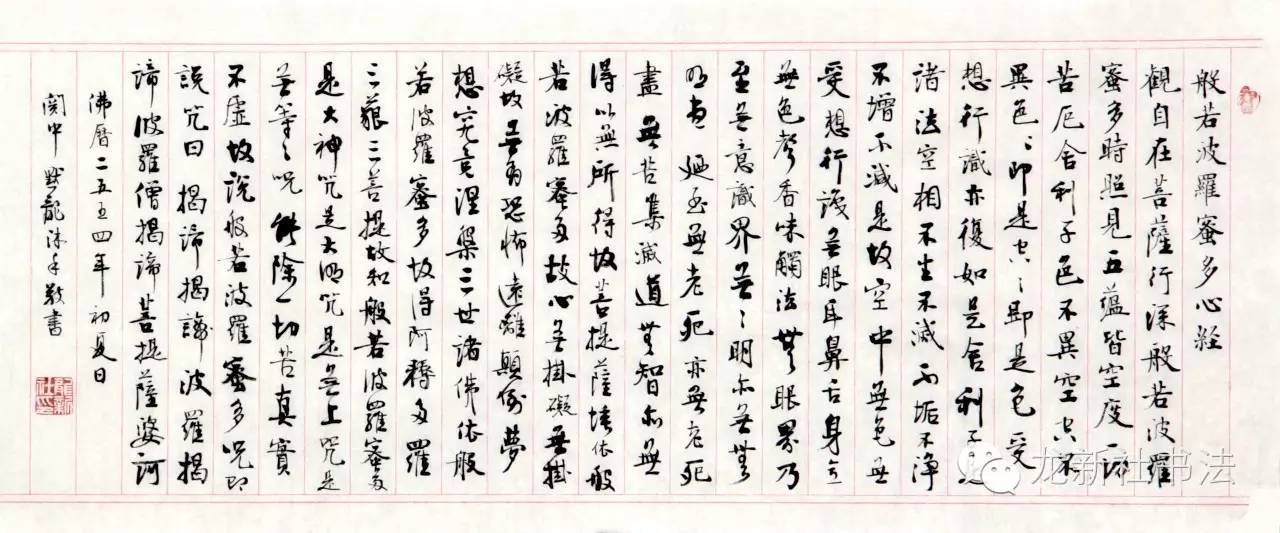 般若波羅蜜多心経
觀自在菩薩行深般若波羅
蜜多時照見五蘊皆空度一切
苦厄舍利子色不異空空不
異色〻即是空〻即是色受
想行識亦復如是舍利子是
諸法空相不生不滅不垢不淨
不增不減是故空中無色無
受想行識無眼耳鼻舌身意
無色聲香味觸法無眼界乃
至無意識界無〻明亦無無
明盡乃至無老死亦無老死
盡無苦集滅道無智亦無
得以無所得故菩提薩埵依般
若波羅蜜多故心無掛礙無掛
礙故無有恐怖遠離顛倒夢
想究竟涅槃三世諸佛依般
若波羅蜜多故得阿耨多羅
三藐三菩提故知般若波羅蜜多
是大神咒是大明咒是無上咒是
無等〻咒能除一切苦真實
不虛故說般若波羅蜜多咒即
說咒曰揭諦揭諦波羅揭
諦波羅僧揭諦菩提薩婆訶
佛曆二五五四年初夏日
關中默龍沐手敬書
龍新社印
龙新社书法